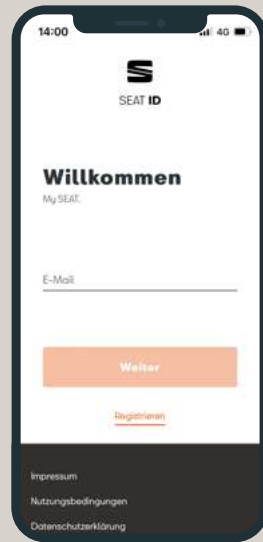 14:00
4G
SEAT ID
Willkommen
My SEAT.
E-Mail
Weiter
Registrieren
Impressum
Nutzungsbedingungen
Datenschutzerklärung